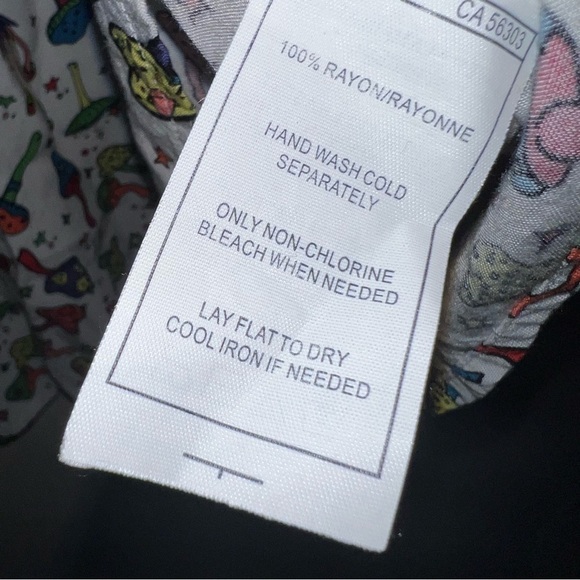 CA 56303
100% RAYON/RAYONNE
HAND WASH COLD
SEPARATELY
ONLY NON-CHLORINE
BLEACH WHEN NEEDED
LAY FLAT TO DRY
COOL IRON IF NEEDED